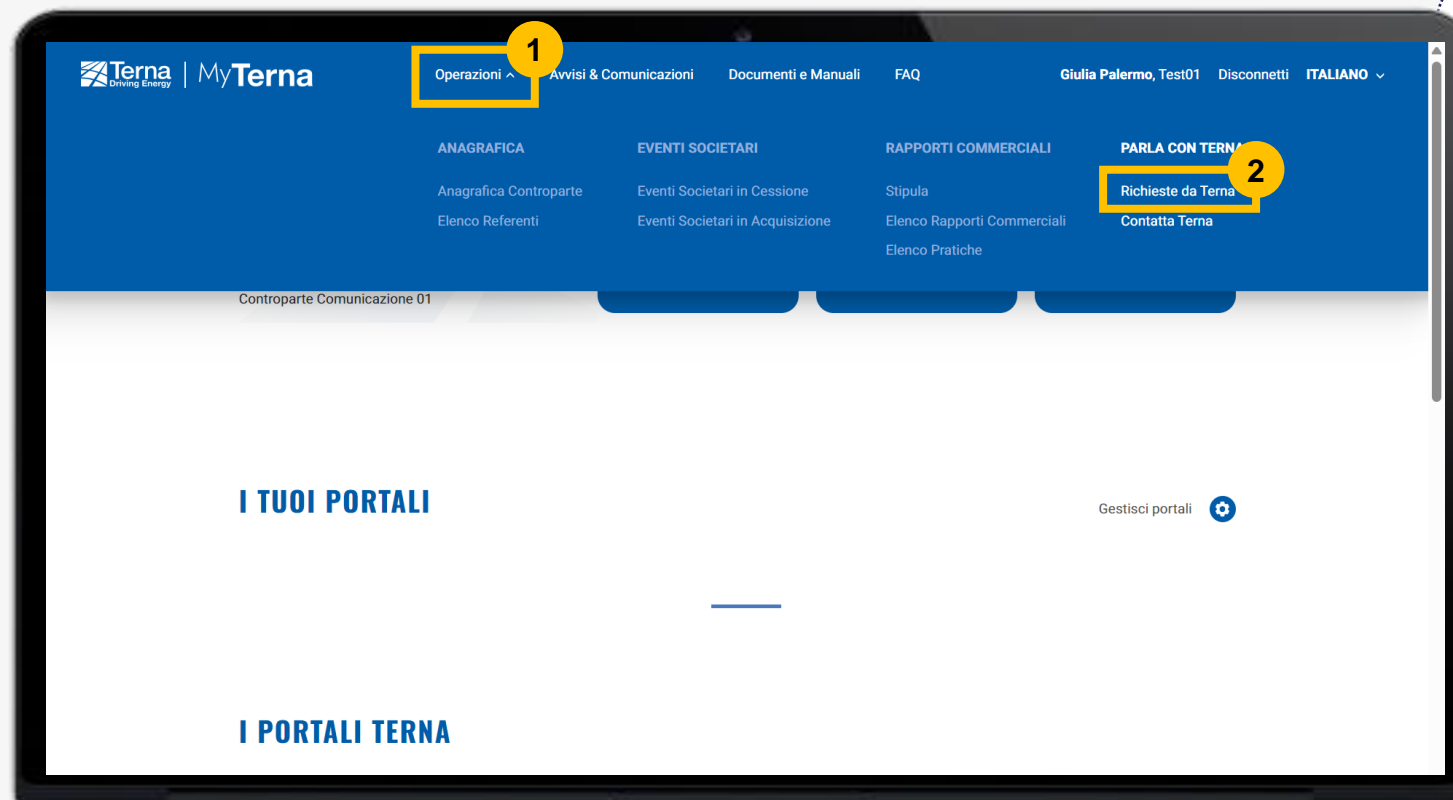 1
Terna
Driving Energy
MyTerna
Operazioni
Avvisi & Comunicazioni
Documenti e Manuali
FAQ
Giulia Palermo, Test01
Disconnetti
ITALIANO
ANAGRAFICA
Anagrafica Controparte
Elenco Referenti
EVENTI SOCIETARI
Eventi Societari in Cessione
Eventi Societari in Acquisizione
RAPPORTI COMMERCIALI
Stipula
Elenco Rapporti Commerciali
Elenco Pratiche
PARLA CON TERNA
2
Richieste da Terna
Contatta Terna
Controparte Comunicazione 01
I TUOI PORTALI
Gestisci portali
I PORTALI TERNA